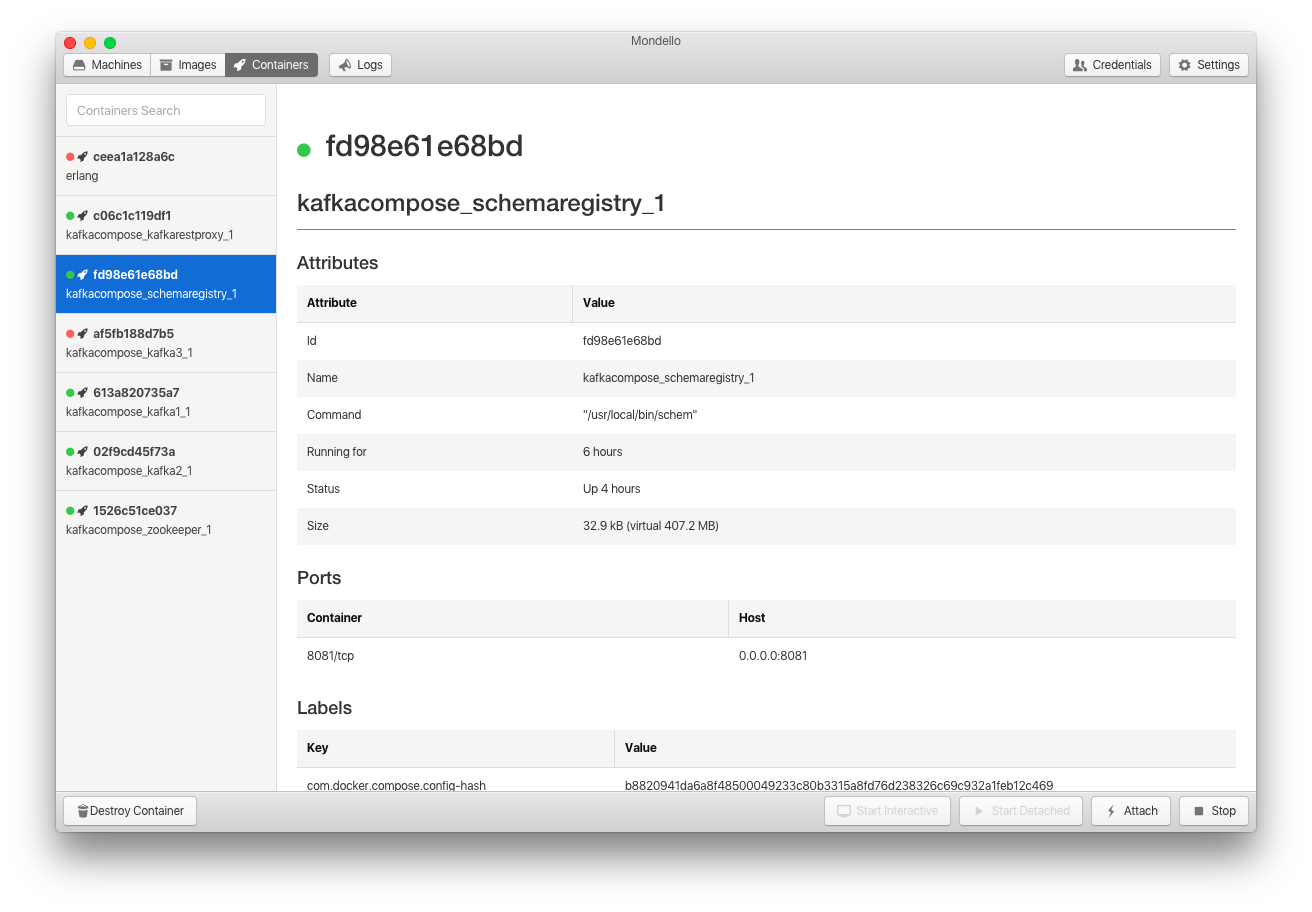 Mondello
Machines Images Containers Logs Credentials Settings
Containers Search
ceea1a128a6c
erlang
c06c1c119df1
kafkacompose_kafkarestproxy_1
fd98e61e68bd
kafkacompose_schemaregistry_1
af5fb188d7b5
kafkacompose_kafka3_1
613a820735a7
kafkacompose_kafka1_1
02f9cd45f73a
kafkacompose_kafka2_1
1526c51ce037
kafkacompose_zookeeper_1
fd98e61e68bd
kafkacompose_schemaregistry_1
Attributes
Attribute Value
Id fd98e61e68bd
Name kafkacompose_schemaregistry_1
Command "/usr/local/bin/schem"
Running for 6 hours
Status Up 4 hours
Size 32.9 kB (virtual 407.2 MB)
Ports
Container Host
8081/tcp 0.0.0.0:8081
Labels
Key Value
com.docker.compose.config-hash b8820941da6a8f48500049233c80b3315a8fd76d238326c69c932a1feb12c469
Destroy Container Start Interactive Start Detached Attach Stop